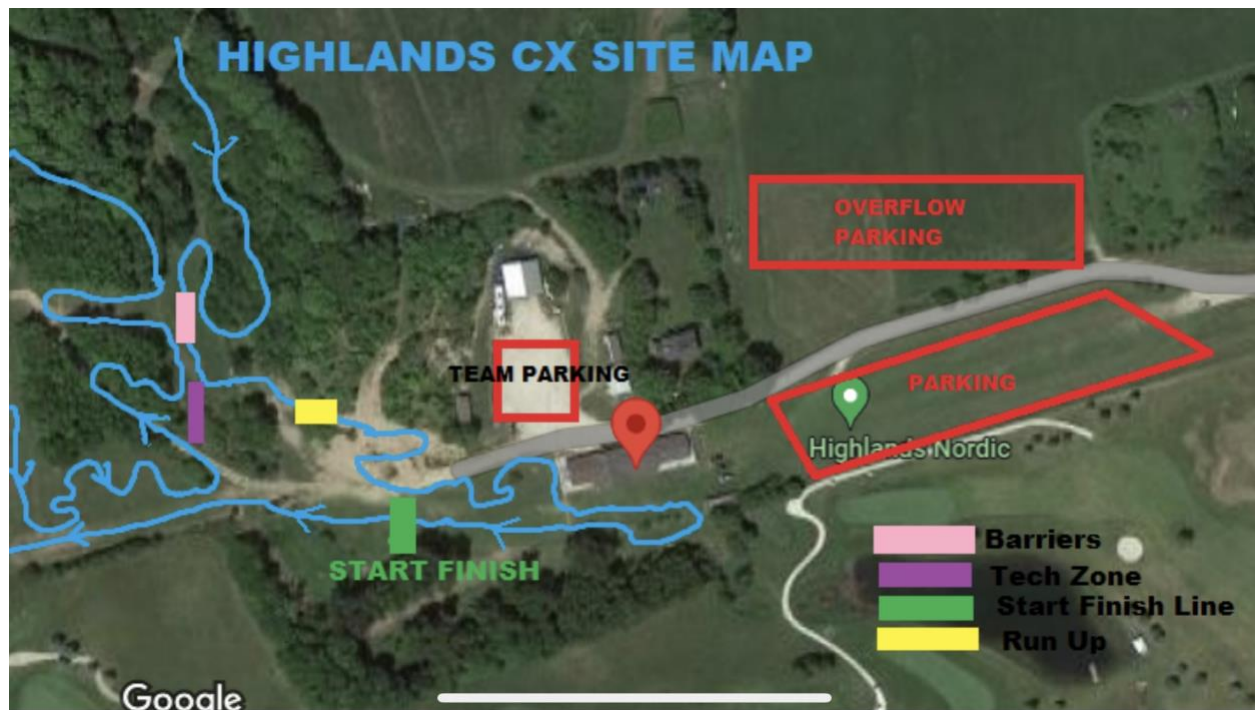 HIGHLANDS CX SITE MAP
OVERFLOW
PARKING
TEAM PARKING
PARKING
Highlands Nordic
START FINISH
Barriers
Tech Zone
Start Finish Line
Run Up
Google